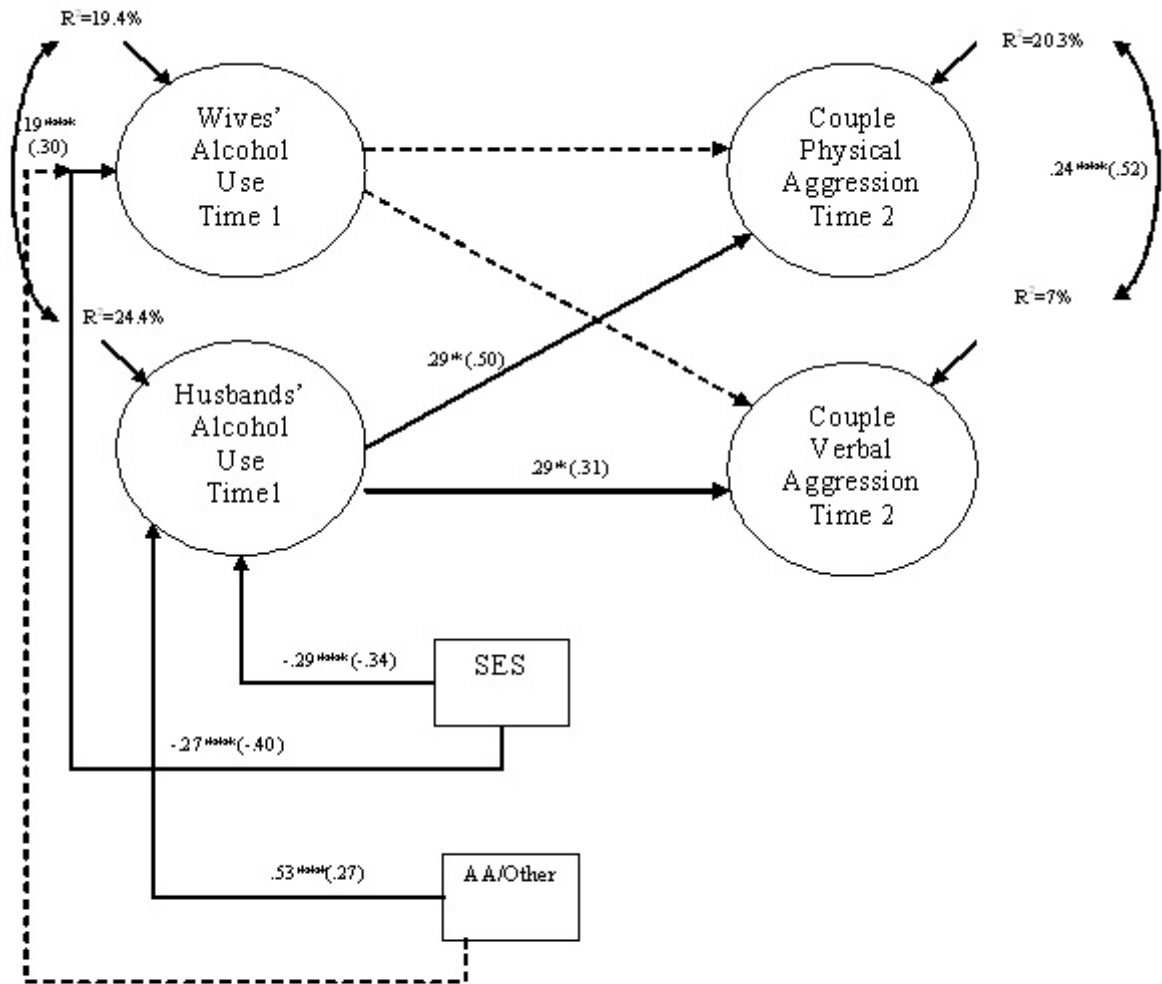 R²=19.4%
R²=20.3%
.19****
(.30)
Wives'
Alcohol
Use
Time 1
Couple
Physical
Aggression
Time 2
.24****(.52)
R²=24.4%
R²=7%
.29*(.50)
Husbands'
Alcohol
Use
Time1
.29*(.31)
Couple
Verbal
Aggression
Time 2
-.29****(-.34)
SES
-.27****(-.40)
.53****(.27)
AA/Other